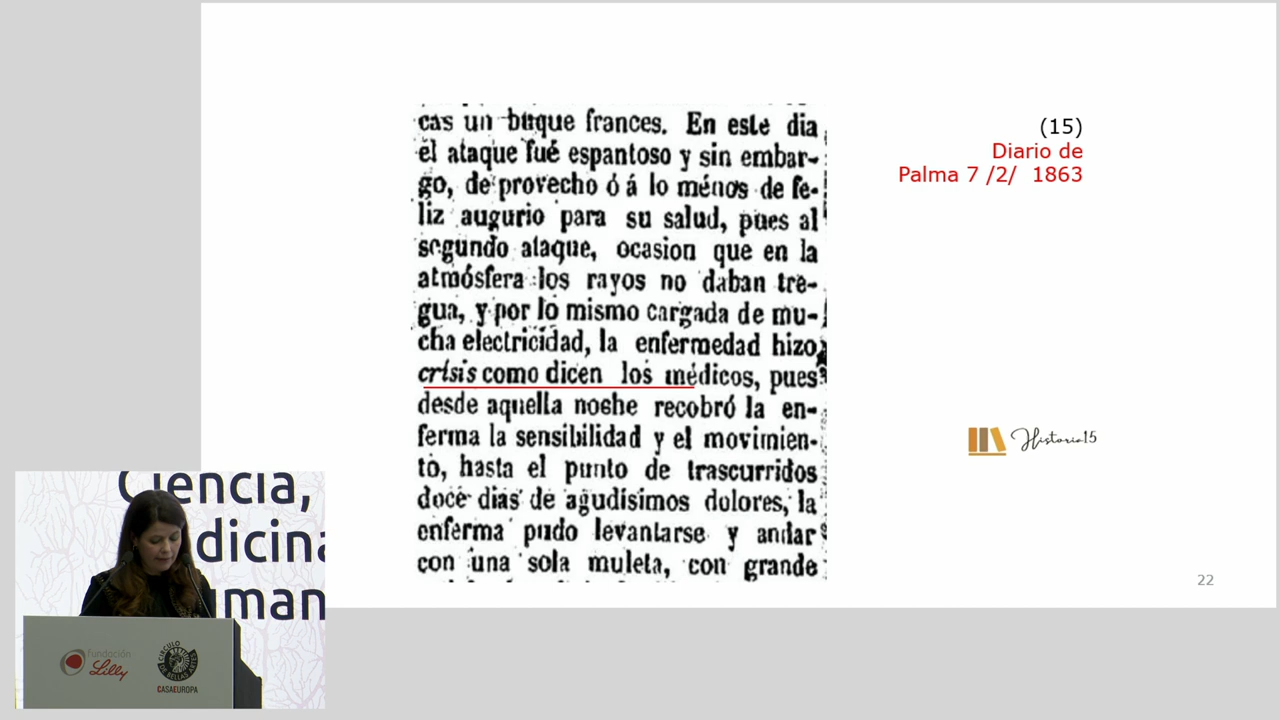 cas un buque frances. En este dia
el ataque fué espantoso y sin embar-
go, de provecho ó á lo ménos de fe-
liz augurio para su salud, pues al
segundo ataque, ocasion que en la
atmósfera los rayos no daban tre-
gua, y por lo mismo cargada de mu-
cha electricidad, la enfermedad hizo
crisis como dicen los médicos, pues
desde aquella noche recobró la en-
ferma la sensibilidad y el movimien-
to, hasta el punto de trascurridos
doce dias de agudísimos dolores, la
enferma pudo levantarse y andar
con una sola muleta, con grande
(15)
Diario de
Palma 7 /2/ 1863
Historia15
22
Ciencia,
dicina
uman
fundación
Lilly
CÍRCULO
DE BELLAS ARTES
CASAEUROPA